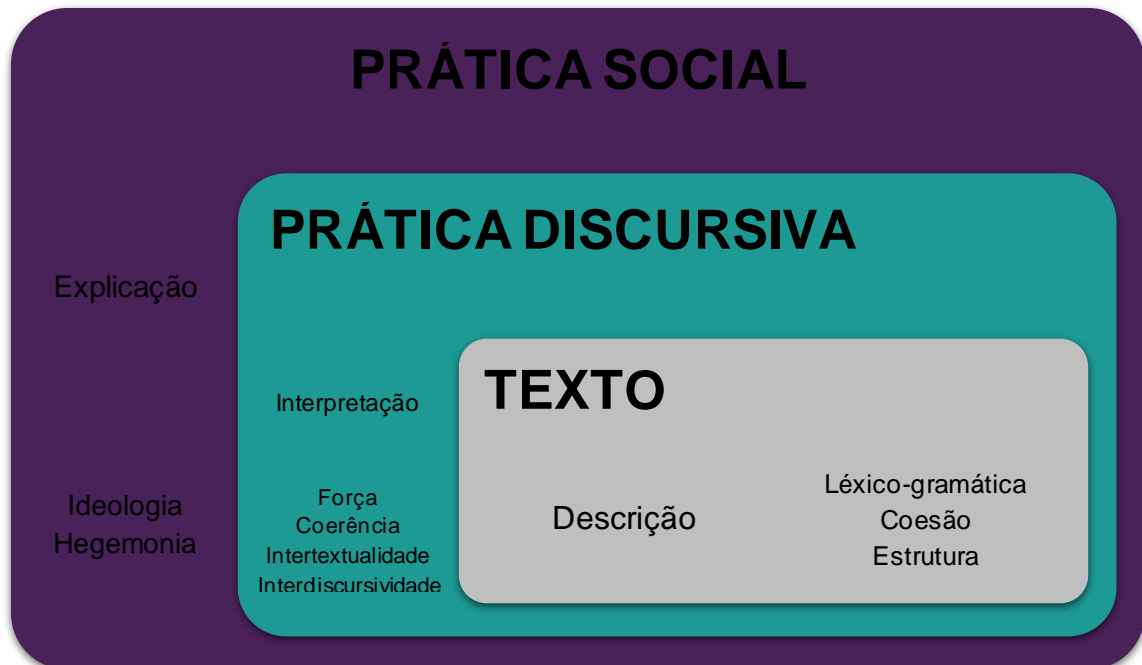 PRÁTICA SOCIAL
PRÁTICA DISCURSIVA
Explicação
TEXTO
Interpretação
Ideologia
Hegemonia
Força
Coerência
Intertextualidade
Interdiscursividade
Descrição
Léxico-gramática
Coesão
Estrutura